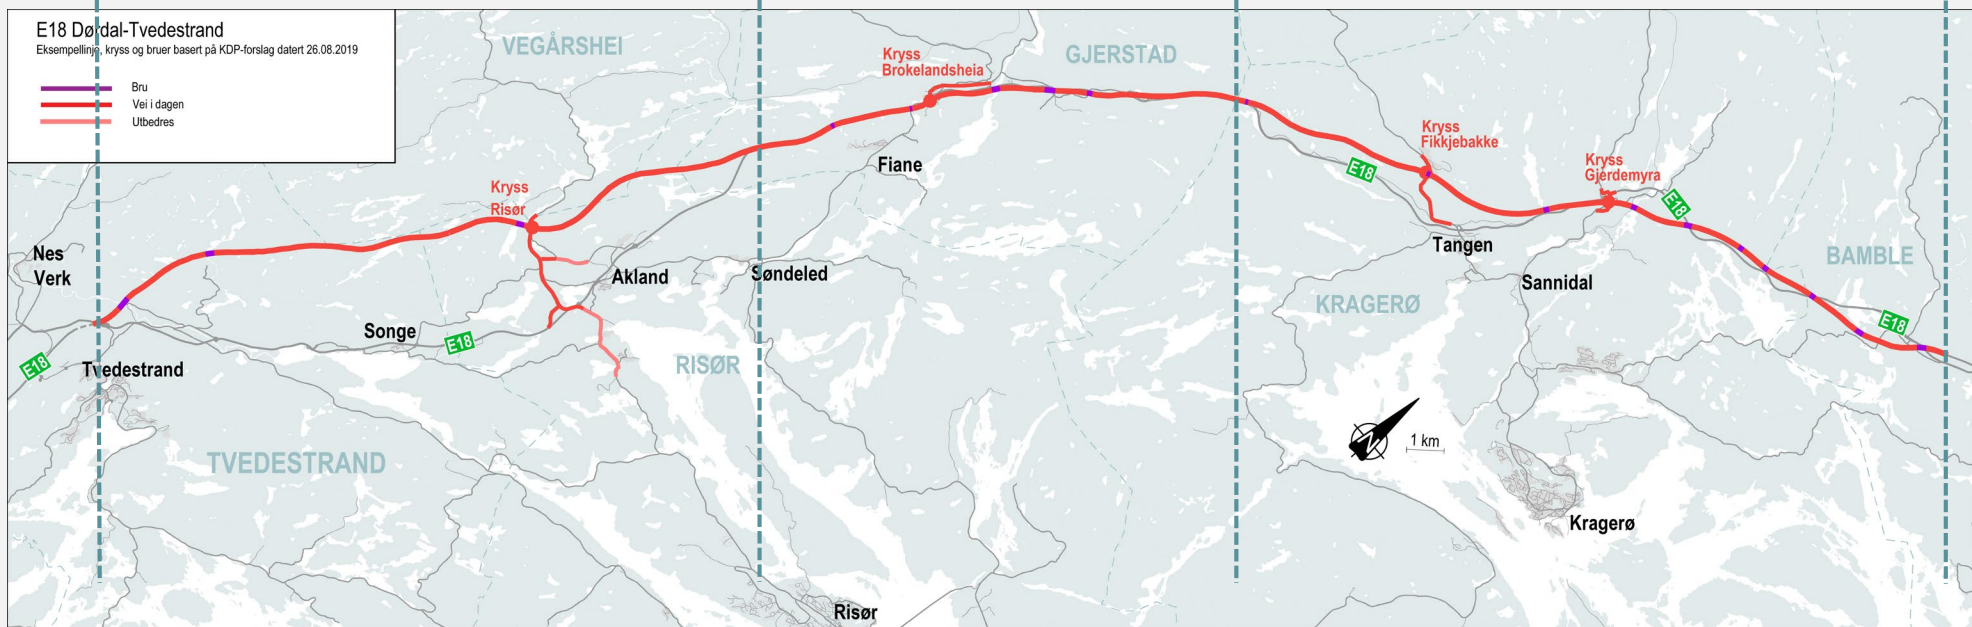 E18 Dørdal-Tvedestrand
Eksempellinje, kryss og bruer basert på KDP-forslag datert 26.08.2019
Bru
Vei i dagen
Utbedres
VEGÅRSHEI
Kryss
Brokelandsheia
GJERSTAD
Kryss
Fikkjebakke
Kryss
Gjerdemyra
Fiane
E18
E18
Kryss
Risør
Nes
Verk
Akland
Søndeled
Tangen
Sannidal
BAMBLE
KRAGERØ
Songe
E18
E18
E18
Tvedestrand
RISØR
N
1 km
TVEDESTRAND
Kragerø
Risør